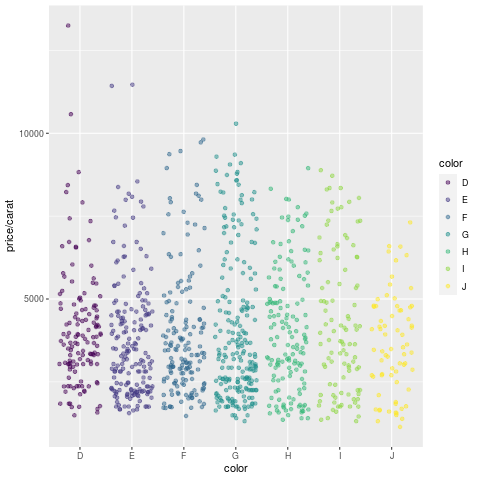 10000
5000
price/carat
D E F G H I J
color
color
D
E
F
G
H
I
J